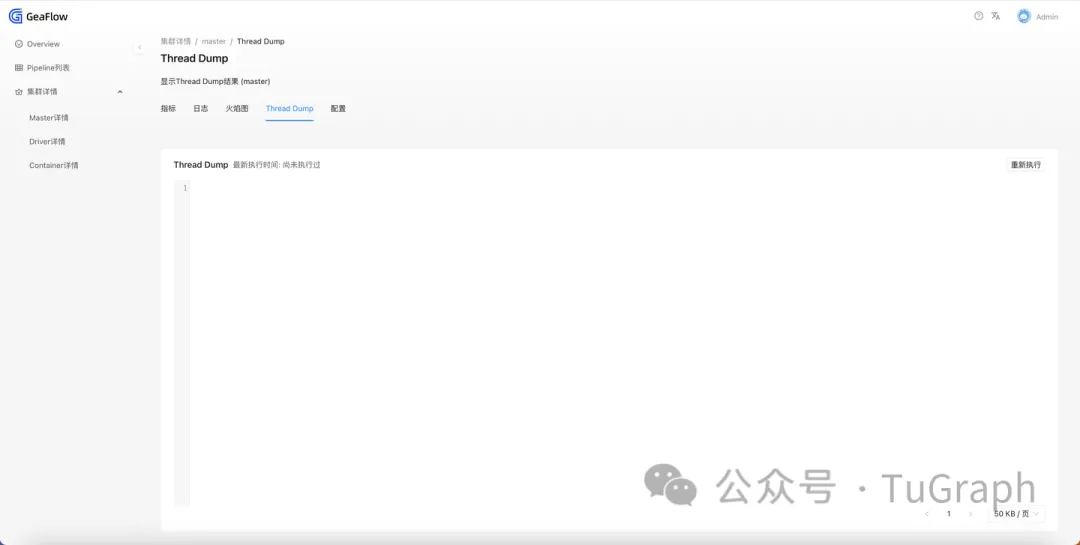 GeaFlow
Admin
Overview
Pipeline列表
集群详情
Master详情
Driver详情
Container详情
集群详情 / master / Thread Dump
Thread Dump
显示Thread Dump结果 (master)
指标 日志 火焰图 Thread Dump 配置
Thread Dump 最新执行时间: 尚未执行过
重新执行
1
公众号 · TuGraph
< 1 > 50 KB / 页